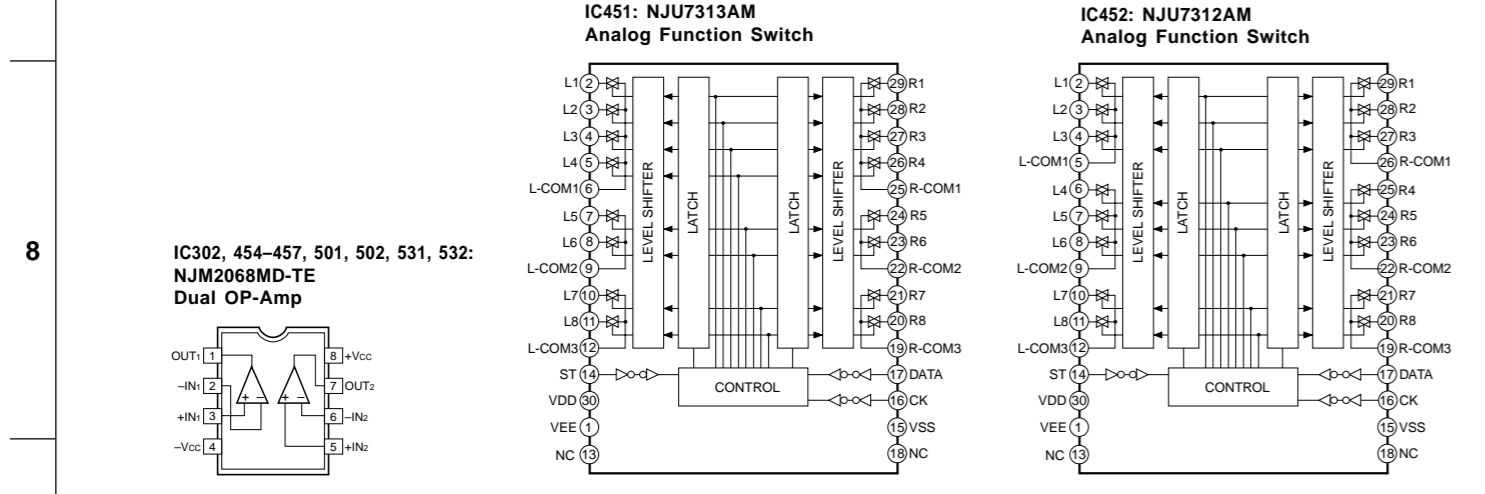 8
IC302, 454–457, 501, 502, 531, 532:
NJM2068MD-TE
Dual OP-Amp
OUT1 1
–IN1 2
+IN1 3
–VCC 4
8 +VCC
7 OUT2
6 –IN2
5 +IN2
+ –
+ –
IC451: NJU7313AM
Analog Function Switch
L1 2
L2 3
L3 4
L4 5
L-COM1 6
L5 7
L6 8
L-COM2 9
L7 10
L8 11
L-COM3 12
ST 14
VDD 30
VEE 1
NC 13
LEVEL SHIFTER
LATCH
LATCH
LEVEL SHIFTER
CONTROL
29 R1
28 R2
27 R3
26 R4
25 R-COM1
24 R5
23 R6
22 R-COM2
21 R7
20 R8
19 R-COM3
17 DATA
16 CK
15 VSS
18 NC
IC452: NJU7312AM
Analog Function Switch
L1 2
L2 3
L3 4
L-COM1 5
L4 6
L5 7
L6 8
L-COM2 9
L7 10
L8 11
L-COM3 12
ST 14
VDD 30
VEE 1
NC 13
LEVEL SHIFTER
LATCH
LATCH
LEVEL SHIFTER
CONTROL
29 R1
28 R2
27 R3
26 R-COM1
25 R4
24 R5
23 R6
22 R-COM2
21 R7
20 R8
19 R-COM3
17 DATA
16 CK
15 VSS
18 NC